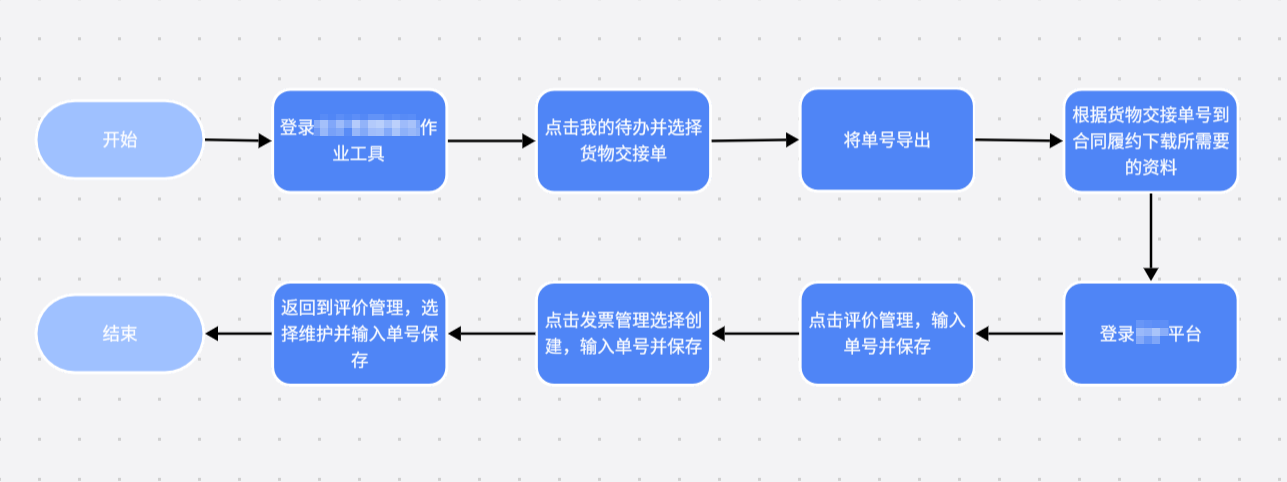 开始
登录 作
业工具
点击我的待办并选择
货物交接单
将单号导出
根据货物交接单号到
合同履约下载所需要
的资料
登录 平台
点击评价管理，输入
单号并保存
点击发票管理选择创
建，输入单号并保存
返回到评价管理，选
择维护并输入单号保
存
结束